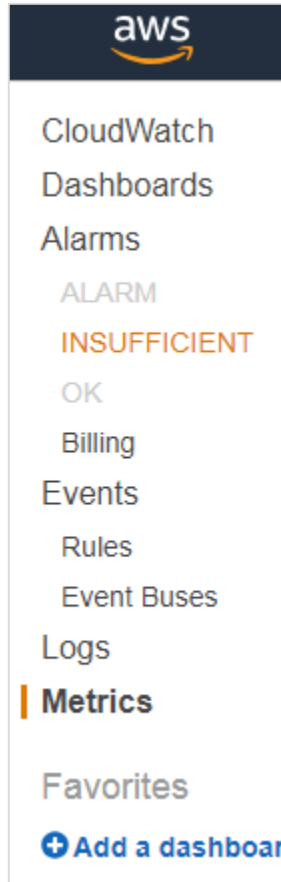 aws
CloudWatch
Dashboards
Alarms
ALARM
INSUFFICIENT
OK
Billing
Events
Rules
Event Buses
Logs
Metrics
Favorites
Add a dashboar